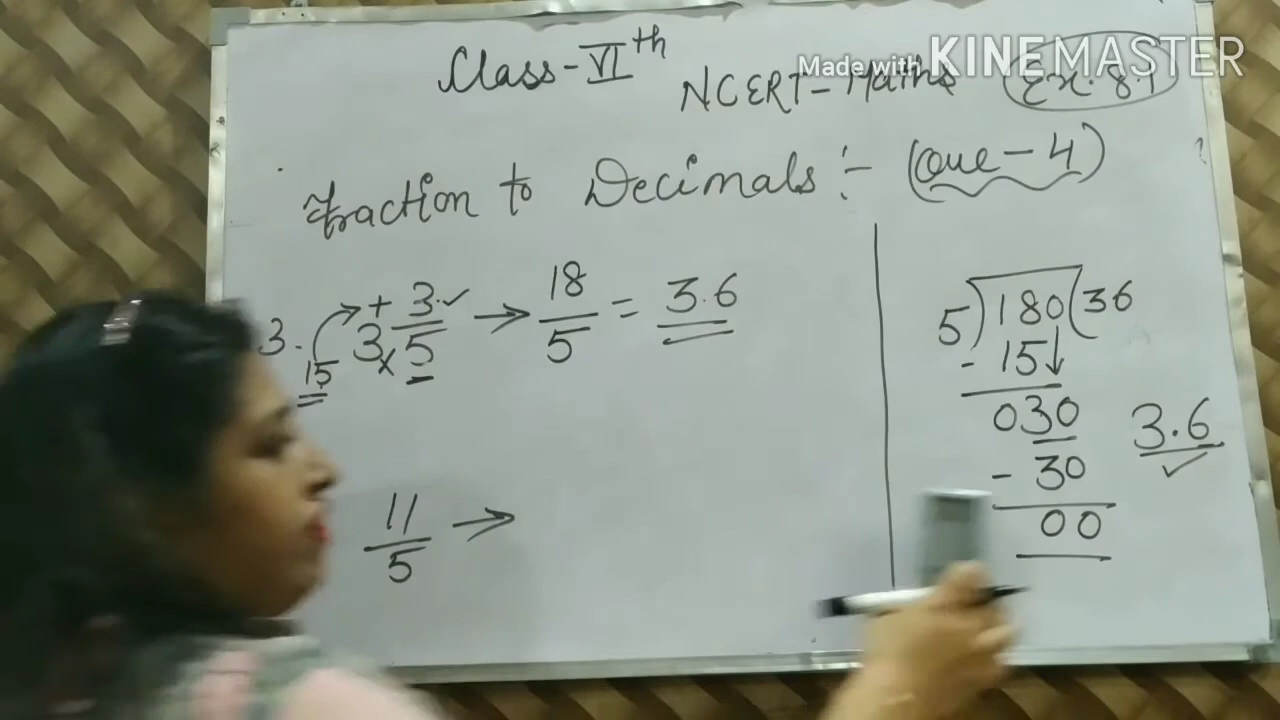 Class-VIth
NCERT-Maths
Ex. 8.1
Made with KINEMASTER
Fraction to Decimals :- (Que-4)
3. 3 3/5 → 18/5 = 3.6
+
×
15
11/5 →
5)180(36
- 15↓
030
- 30
00
3.6